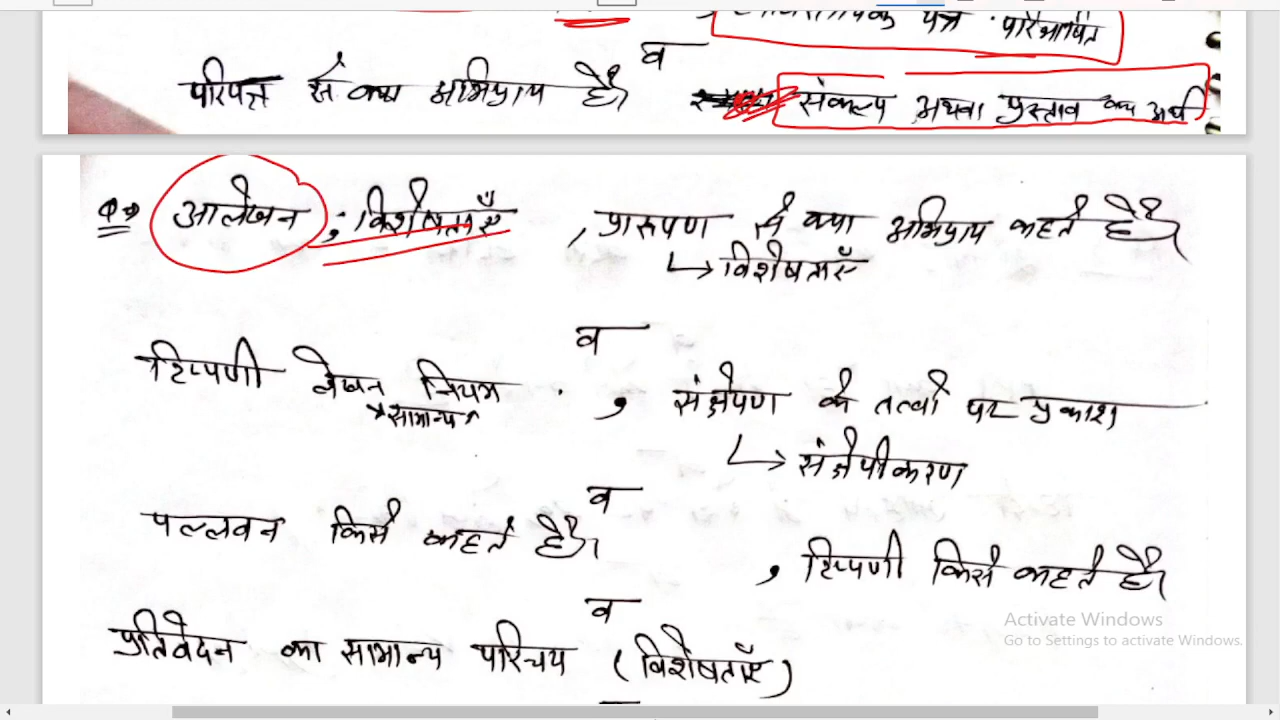 पत्र परिभाषित
व
परिपत्र से क्या अभिप्राय है। संकल्प अथवा प्रस्ताव का अर्थ
Q→ आलेखन ; विशेषताएँ , प्रारूपण से क्या अभिप्राय कहते है।
↳ विशेषताएँ
व
टिप्पणी लेखन नियम , संक्षेपण के तत्वो पर प्रकाश
सामान्य
↳ संक्षेपीकरण
व
पल्लवन किसे कहते है। , टिप्पणी किसे कहते है।
व
Activate Windows
Go to Settings to activate Windows.
प्रतिवेदन का सामान्य परिचय (विशेषताएँ)